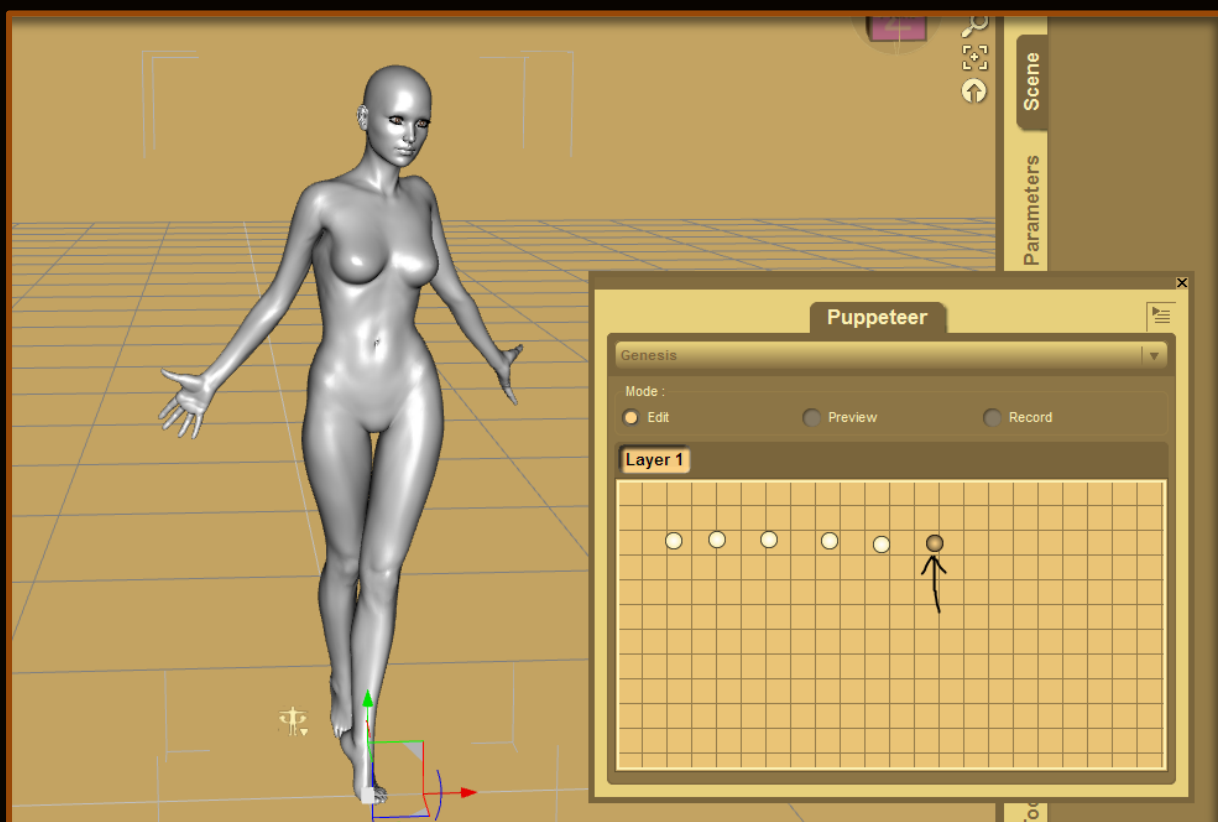 Scene
Parameters
Puppeteer
Genesis
Mode :
Edit
Preview
Record
Layer 1